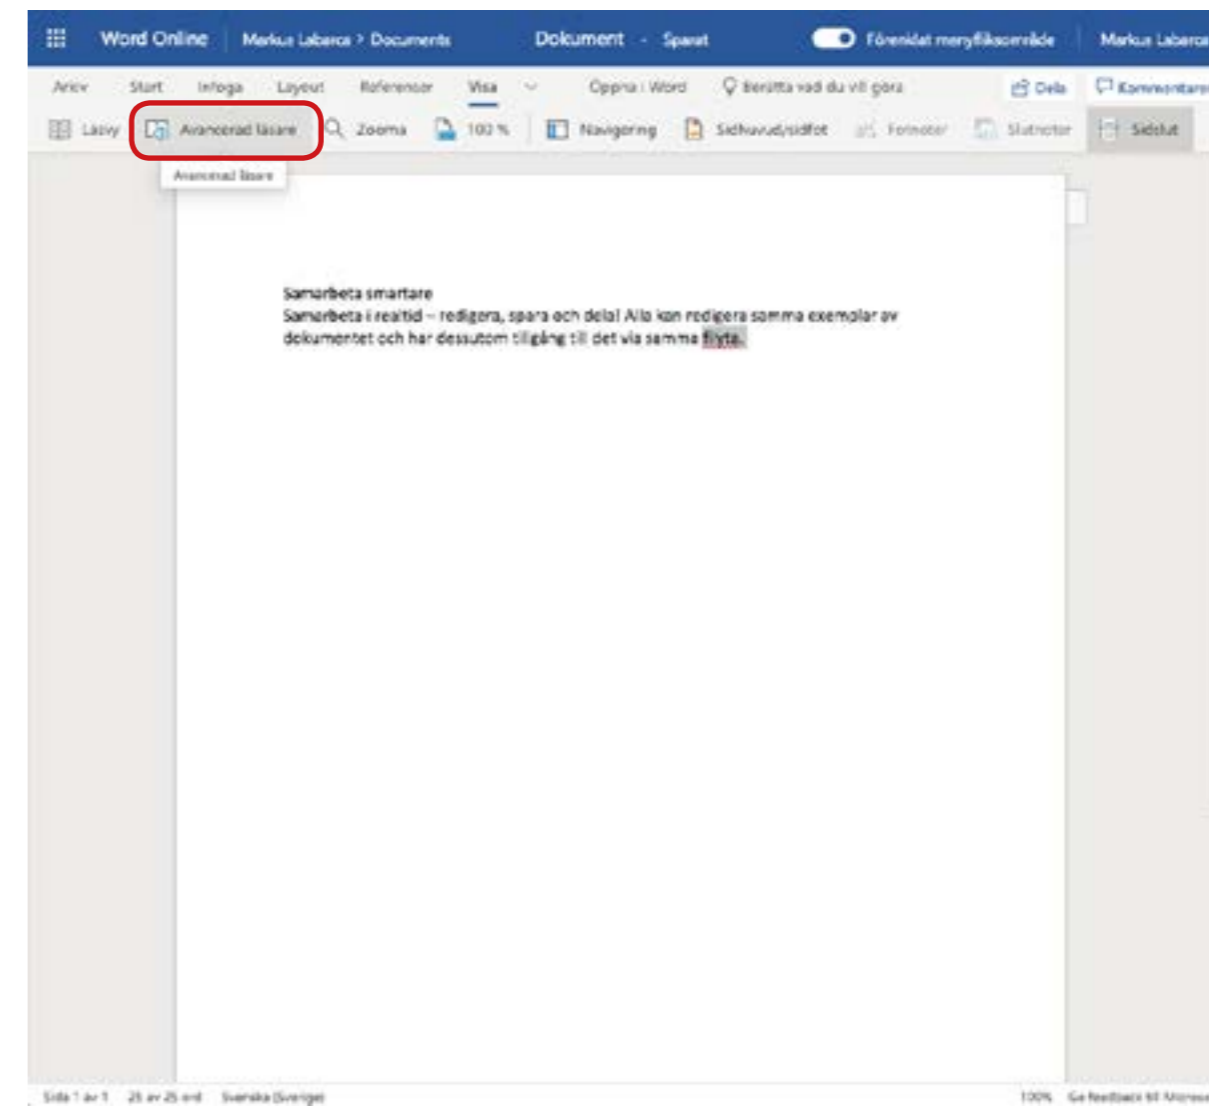 Word Online Markus Labarca > Documents Dokument - Sparat Förenklat menyfliksområde Markus Labarca
Arkiv Start Infoga Layout Referenser Visa Öppna i Word Berätta vad du vill göra Dela Kommentarer
Läsvy Avancerad läsare Zooma 100 % Navigering Sidhuvud/sidfot Fotnoter Slutnoter Sidslut
Avancerad läsare
Samarbeta smartare
Samarbeta i realtid – redigera, spara och dela! Alla kan redigera samma exemplar av
dokumentet och har dessutom tillgång till det via samma
Sida 1 av 1 25 av 25 ord Svenska (Sverige) 100% Ge feedback till